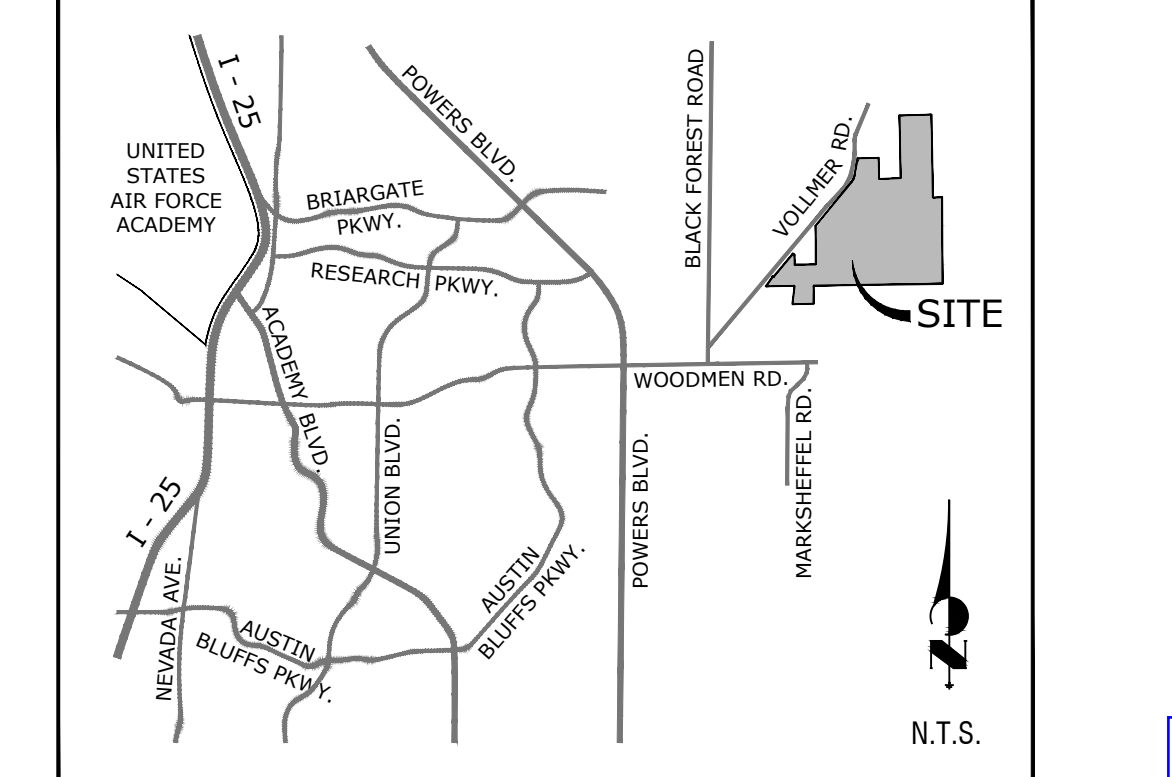 I - 25
POWERS BLVD.
BLACK FOREST ROAD
VOLLMER RD.
UNITED
STATES
AIR FORCE
ACADEMY
BRIARGATE
PKWY.
RESEARCH PKWY.
SITE
ACADEMY BLVD.
WOODMEN RD.
UNION BLVD.
POWERS BLVD.
MARKSHEFFEL RD.
I - 25
NEVADA AVE.
AUSTIN
BLUFFS PKWY.
AUSTIN
BLUFFS PKWY.
N
N.T.S.